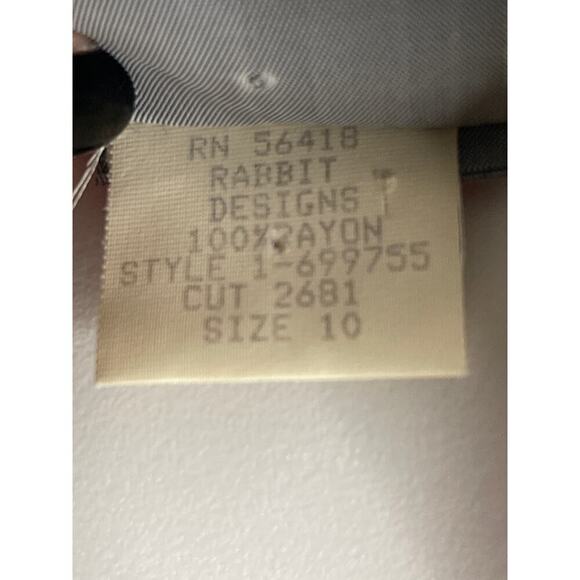 RN 56418
RABBIT
DESIGNS
100%RAYON
STYLE 1-699755
CUT 2681
SIZE 10